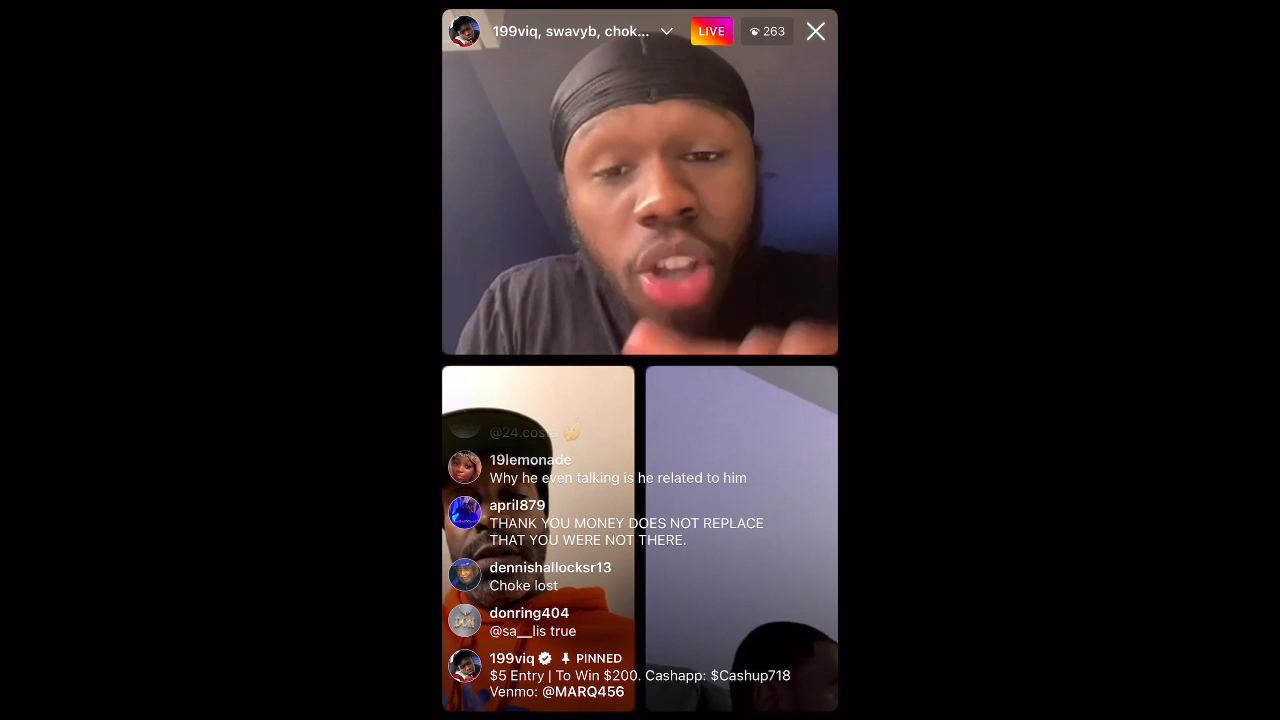 199viq, swavyb, chok...
LIVE
263
@24.cos
19lemonade
Why he even talking is he related to him
april879
THANK YOU MONEY DOES NOT REPLACE
THAT YOU WERE NOT THERE.
dennishallocksr13
Choke lost
donring404
@sa__lis true
199viq PINNED
$5 Entry | To Win $200. Cashapp: $Cashup718
Venmo: @MARQ456